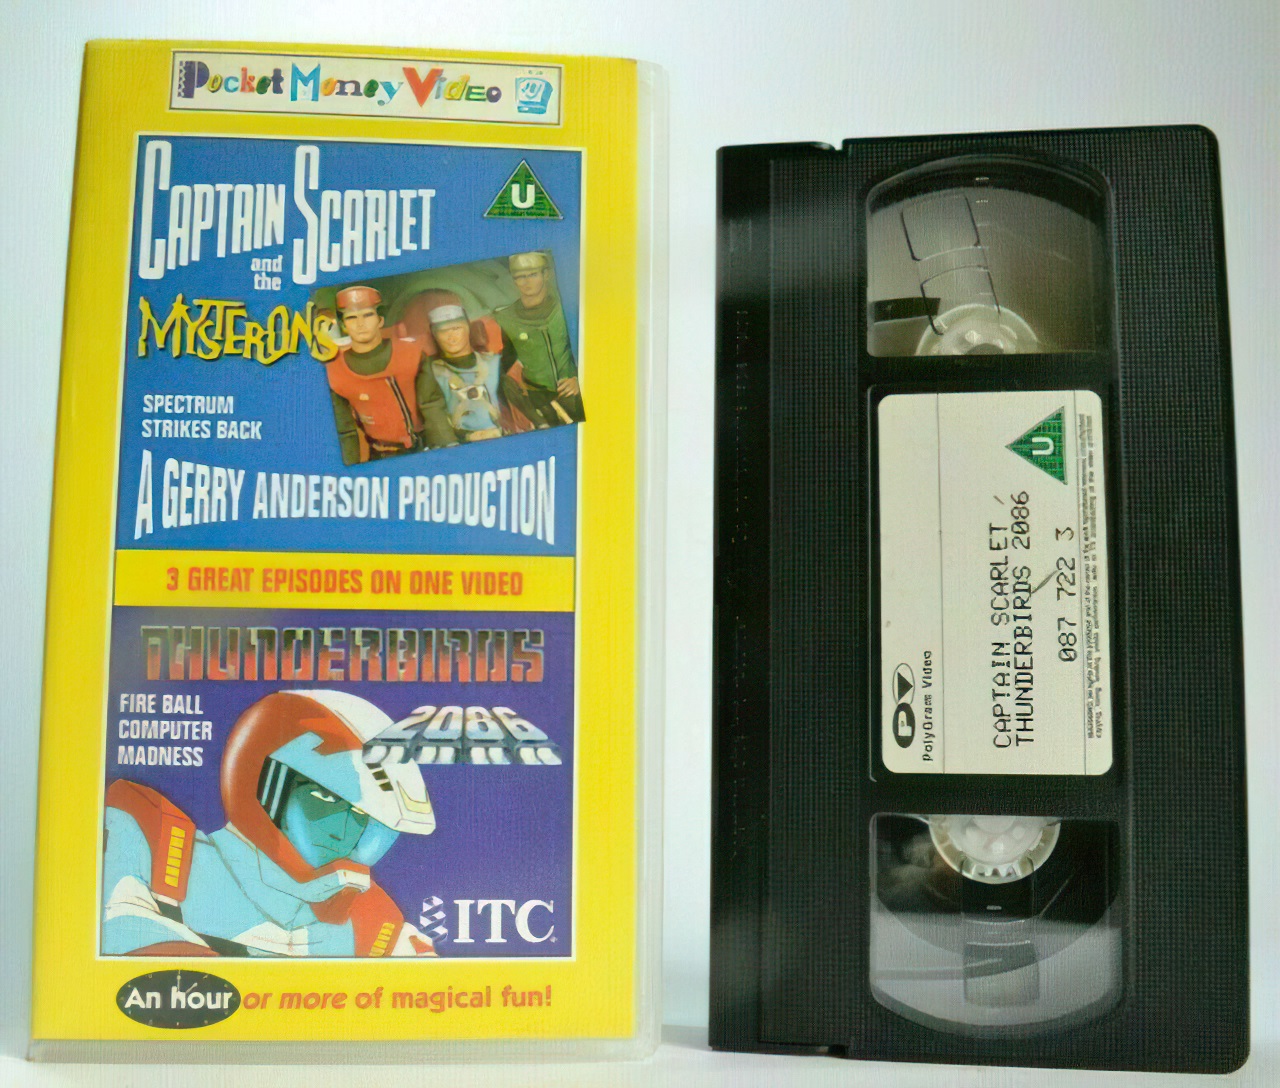 Pocket Money Video
CAPTAIN SCARLET
and the
MYSTERONS
U
SPECTRUM
STRIKES BACK
A GERRY ANDERSON PRODUCTION
3 GREAT EPISODES ON ONE VIDEO
THUNDERBIRDS
2086
FIRE BALL
COMPUTER
MADNESS
ITC
An hour or more of magical fun!
U
PV
PolyGram Video
CAPTAIN SCARLET'
THUNDERBIRDS 2086'
087 722 3